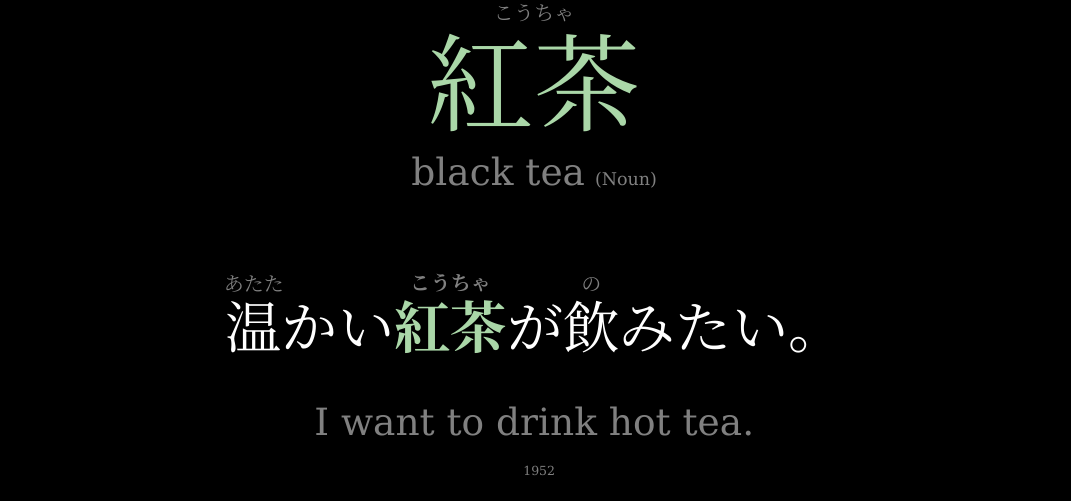 こうちゃ
紅茶
black tea (Noun)
あたた こうちゃ の
温かい紅茶が飲みたい。
I want to drink hot tea.
1952